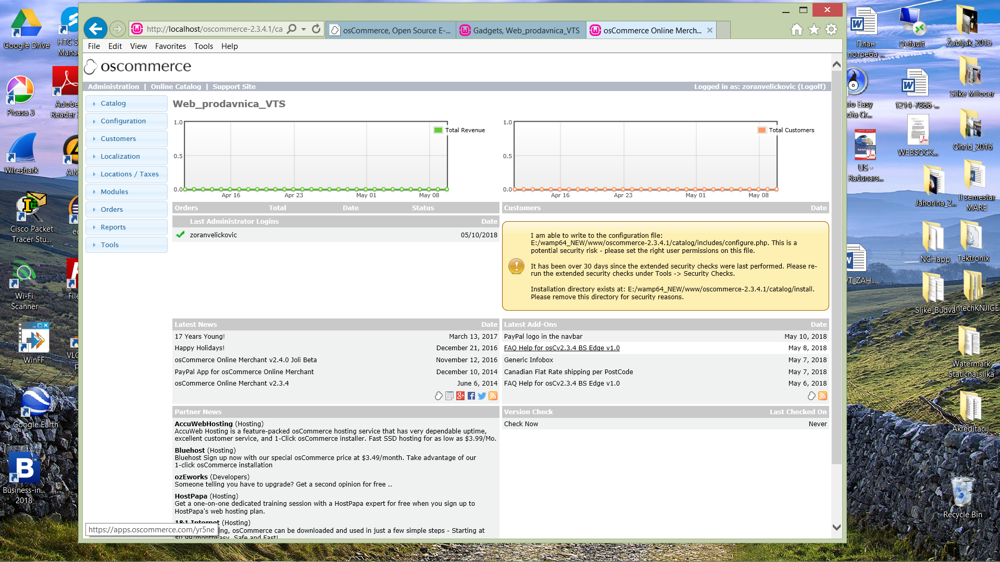 http://localhost/oscommerce-2.3.4.1/ca
osCommerce, Open Source E-...
Gadgets, Web_prodavnica_VTS
osCommerce Online Merch...
File Edit View Favorites Tools Help
oscommerce
Administration | Online Catalog | Support Site
Logged in as: zoranvelickovic (Logoff)
Catalog
Configuration
Customers
Localization
Locations / Taxes
Modules
Orders
Reports
Tools
Web_prodavnica_VTS
1.0
0.5
0.0
Apr 16 Apr 23 May 01 May 08
Total Revenue
1.0
0.5
0.0
Apr 16 Apr 23 May 01 May 08
Total Customers
Orders Total Date Status
Customers Date
Last Administrator Logins Date
zoranvelickovic 05/10/2018
I am able to write to the configuration file:
E:/wamp64_NEW/www/oscommerce-2.3.4.1/catalog/includes/configure.php. This is a
potential security risk - please set the right user permissions on this file.
It has been over 30 days since the extended security checks were last performed. Please re-
run the extended security checks under Tools -> Security Checks.
Installation directory exists at: E:/wamp64_NEW/www/oscommerce-2.3.4.1/catalog/install.
Please remove this directory for security reasons.
Latest News Date
17 Years Young! March 13, 2017
Happy Holidays! December 21, 2016
osCommerce Online Merchant v2.4.0 Joli Beta November 12, 2016
PayPal App for osCommerce Online Merchant December 10, 2014
osCommerce Online Merchant v2.3.4 June 6, 2014
Latest Add-Ons Date
PayPal logo in the navbar May 10, 2018
FAQ Help for osCv2.3.4 BS Edge v1.0 May 8, 2018
Generic Infobox May 7, 2018
Canadian Flat Rate shipping per PostCode May 7, 2018
FAQ Help for osCv2.3.4 BS Edge v1.0 May 6, 2018
Partner News
AccuWebHosting (Hosting)
AccuWeb Hosting is a feature-packed osCommerce hosting service that has very dependable uptime,
excellent customer service, and 1-Click osCommerce installer. Fast SSD hosting for as low as $3.99/Mo.
Bluehost (Hosting)
Bluehost Sign up now with our special osCommerce price at $3.49/month. Take advantage of our
1-click osCommerce installation
ozEworks (Developers)
Someone telling you have to upgrade? Get a second opinion for free ..
HostPapa (Hosting)
Get a one-on-one dedicated training session with a HostPapa expert for free when you sign up to
HostPapa's web hosting plan.
1&1 Internet (Hosting)
osCommerce can be downloaded and used in just a few simple steps - Starting at
Version Check Last Checked On
Check Now Never
https://apps.oscommerce.com/yr5ne
Google Drive
HTC S
Mana
Picasa 3
Adobe
Reader
Wireshark
AIM
Cisco Packet
Tracer Stu...
Wi-Fi
Scanner
File
WinFF
VLC
Google Earth
Business-in...
2018
План
потреба ...
Default
Žabljak_2015
Slike Milocer
1214-7866-...
WEBSOCK...
Ohrid_2016
US -
Računars...
Jahorina_2...
II semestar
MARE
NCHapp
Tektronix
Slike_Budva
IntechKNJIGE
Watermark
Staticna_slika
Akreditacij...
Recycle Bin